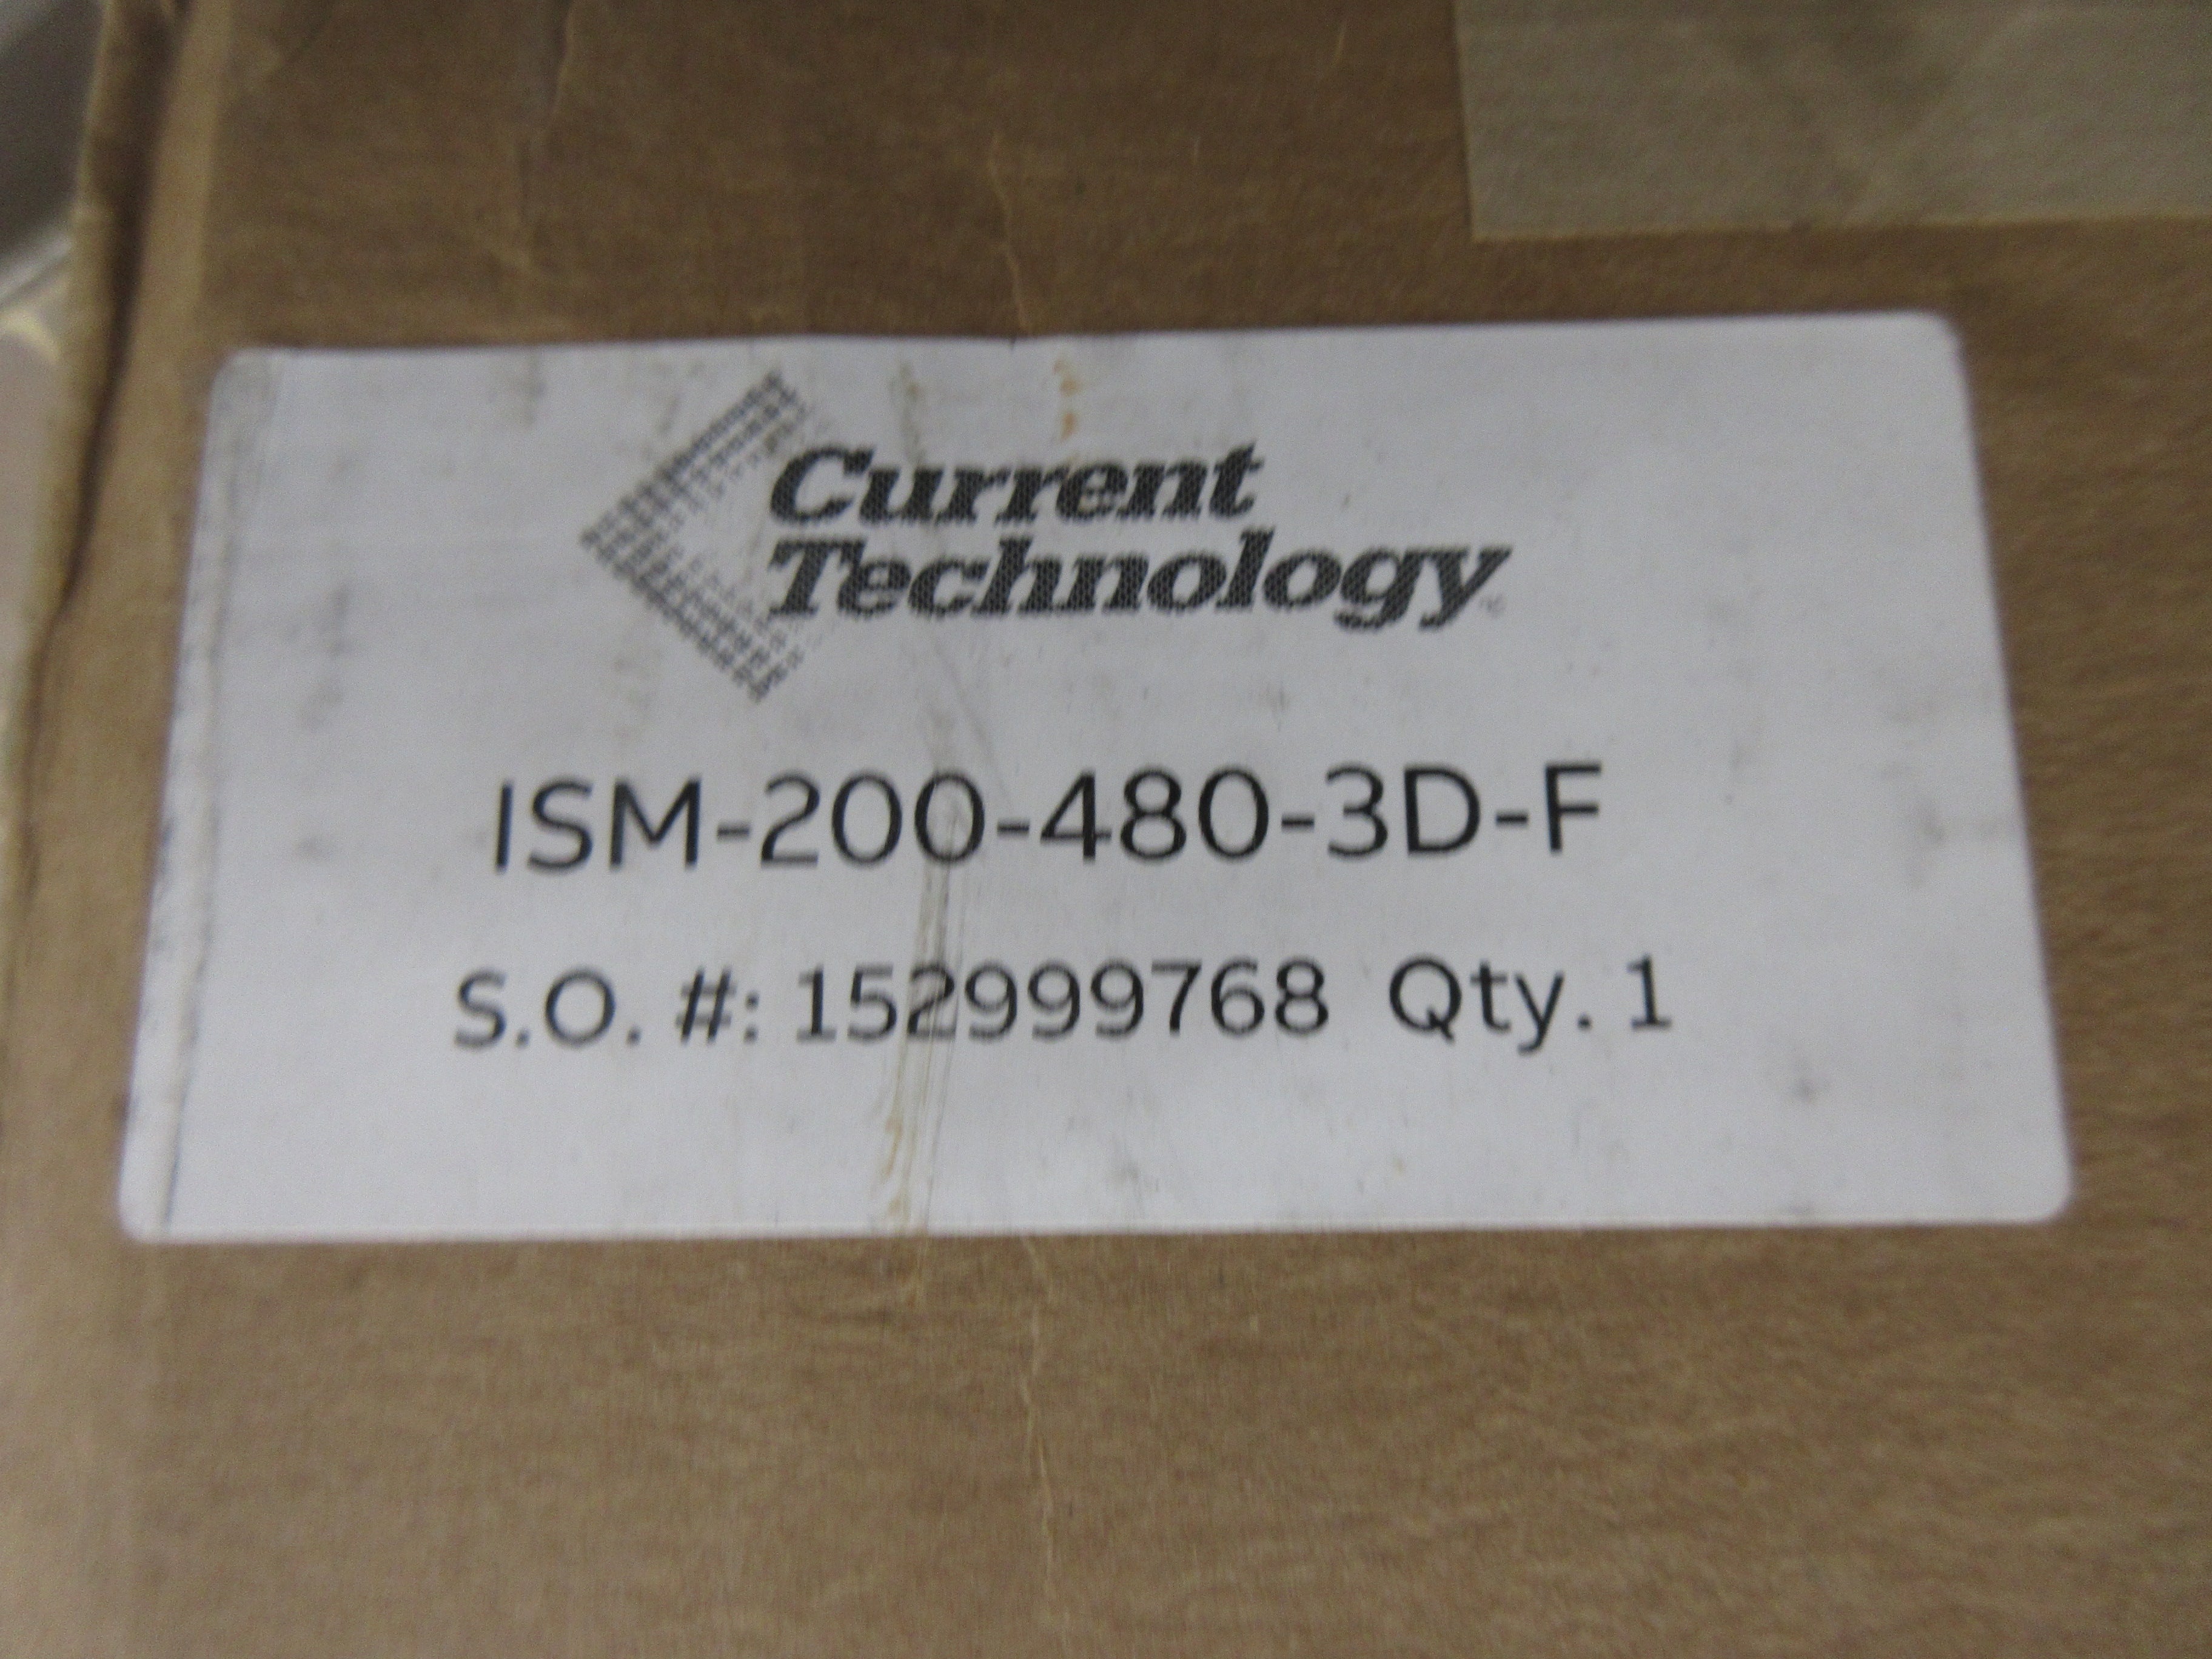 Current
Technology
ISM-200-480-3D-F
S.O. #: 152999768 Qty. 1